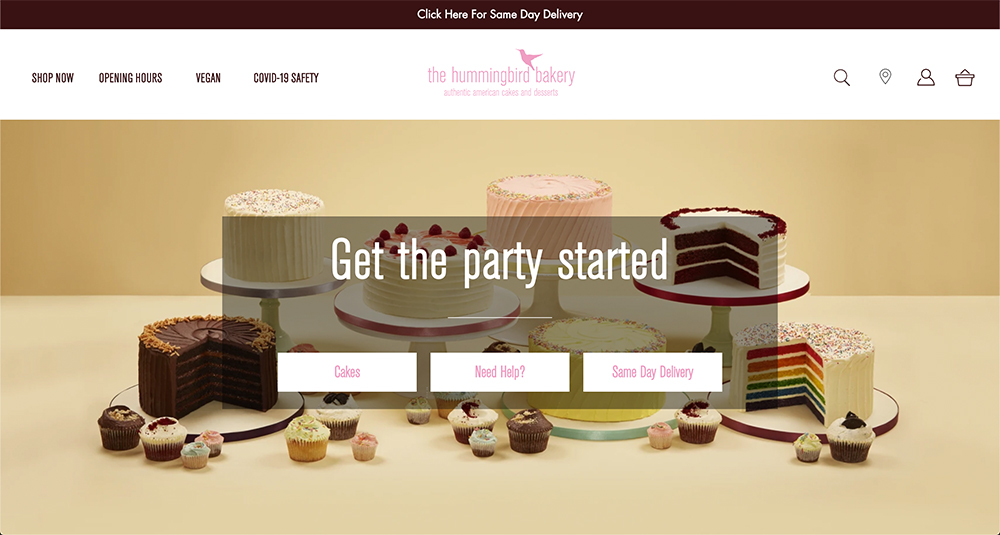 Click Here For Same Day Delivery
SHOP NOW OPENING HOURS VEGAN COVID-19 SAFETY
the hummingbird bakery
authentic american cakes and desserts
Get the party started
Cakes Need Help? Same Day Delivery